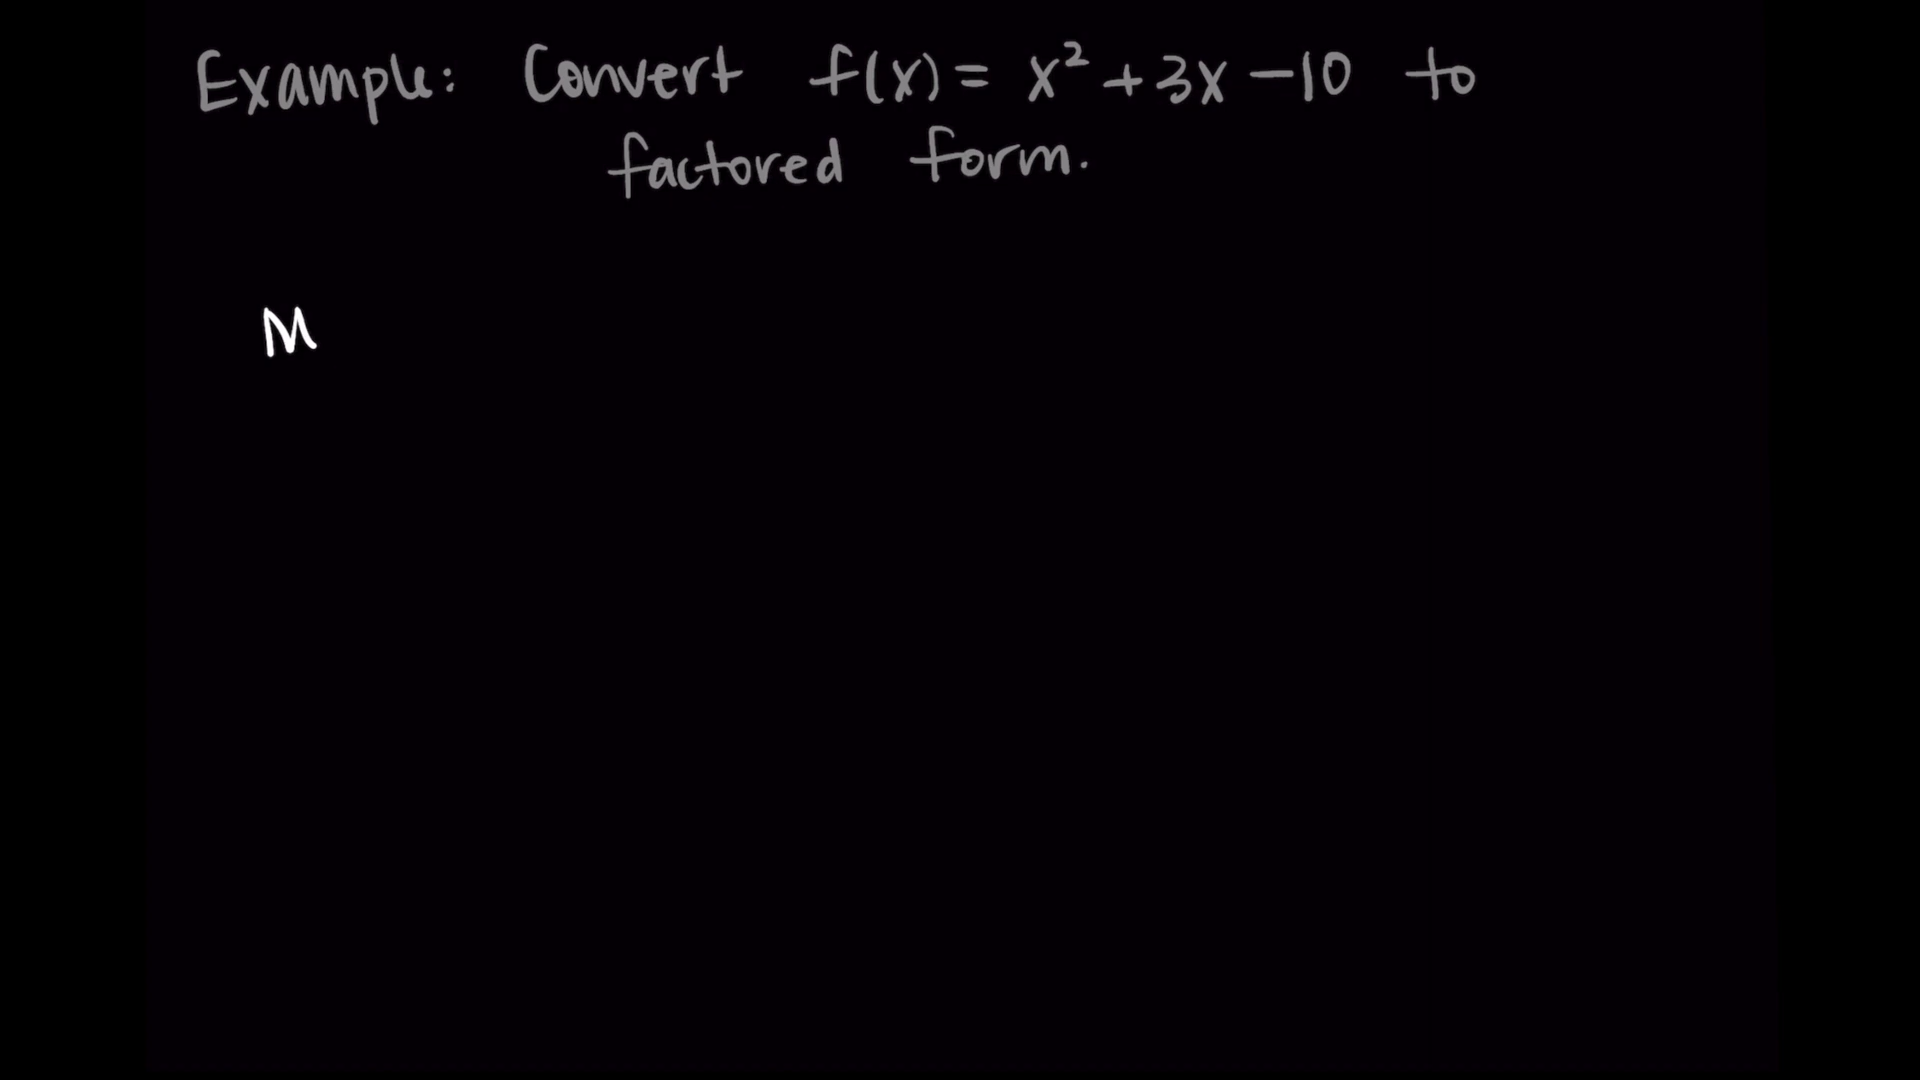 Example: Convert f(x) = x² + 3x - 10 to
factored form.
M